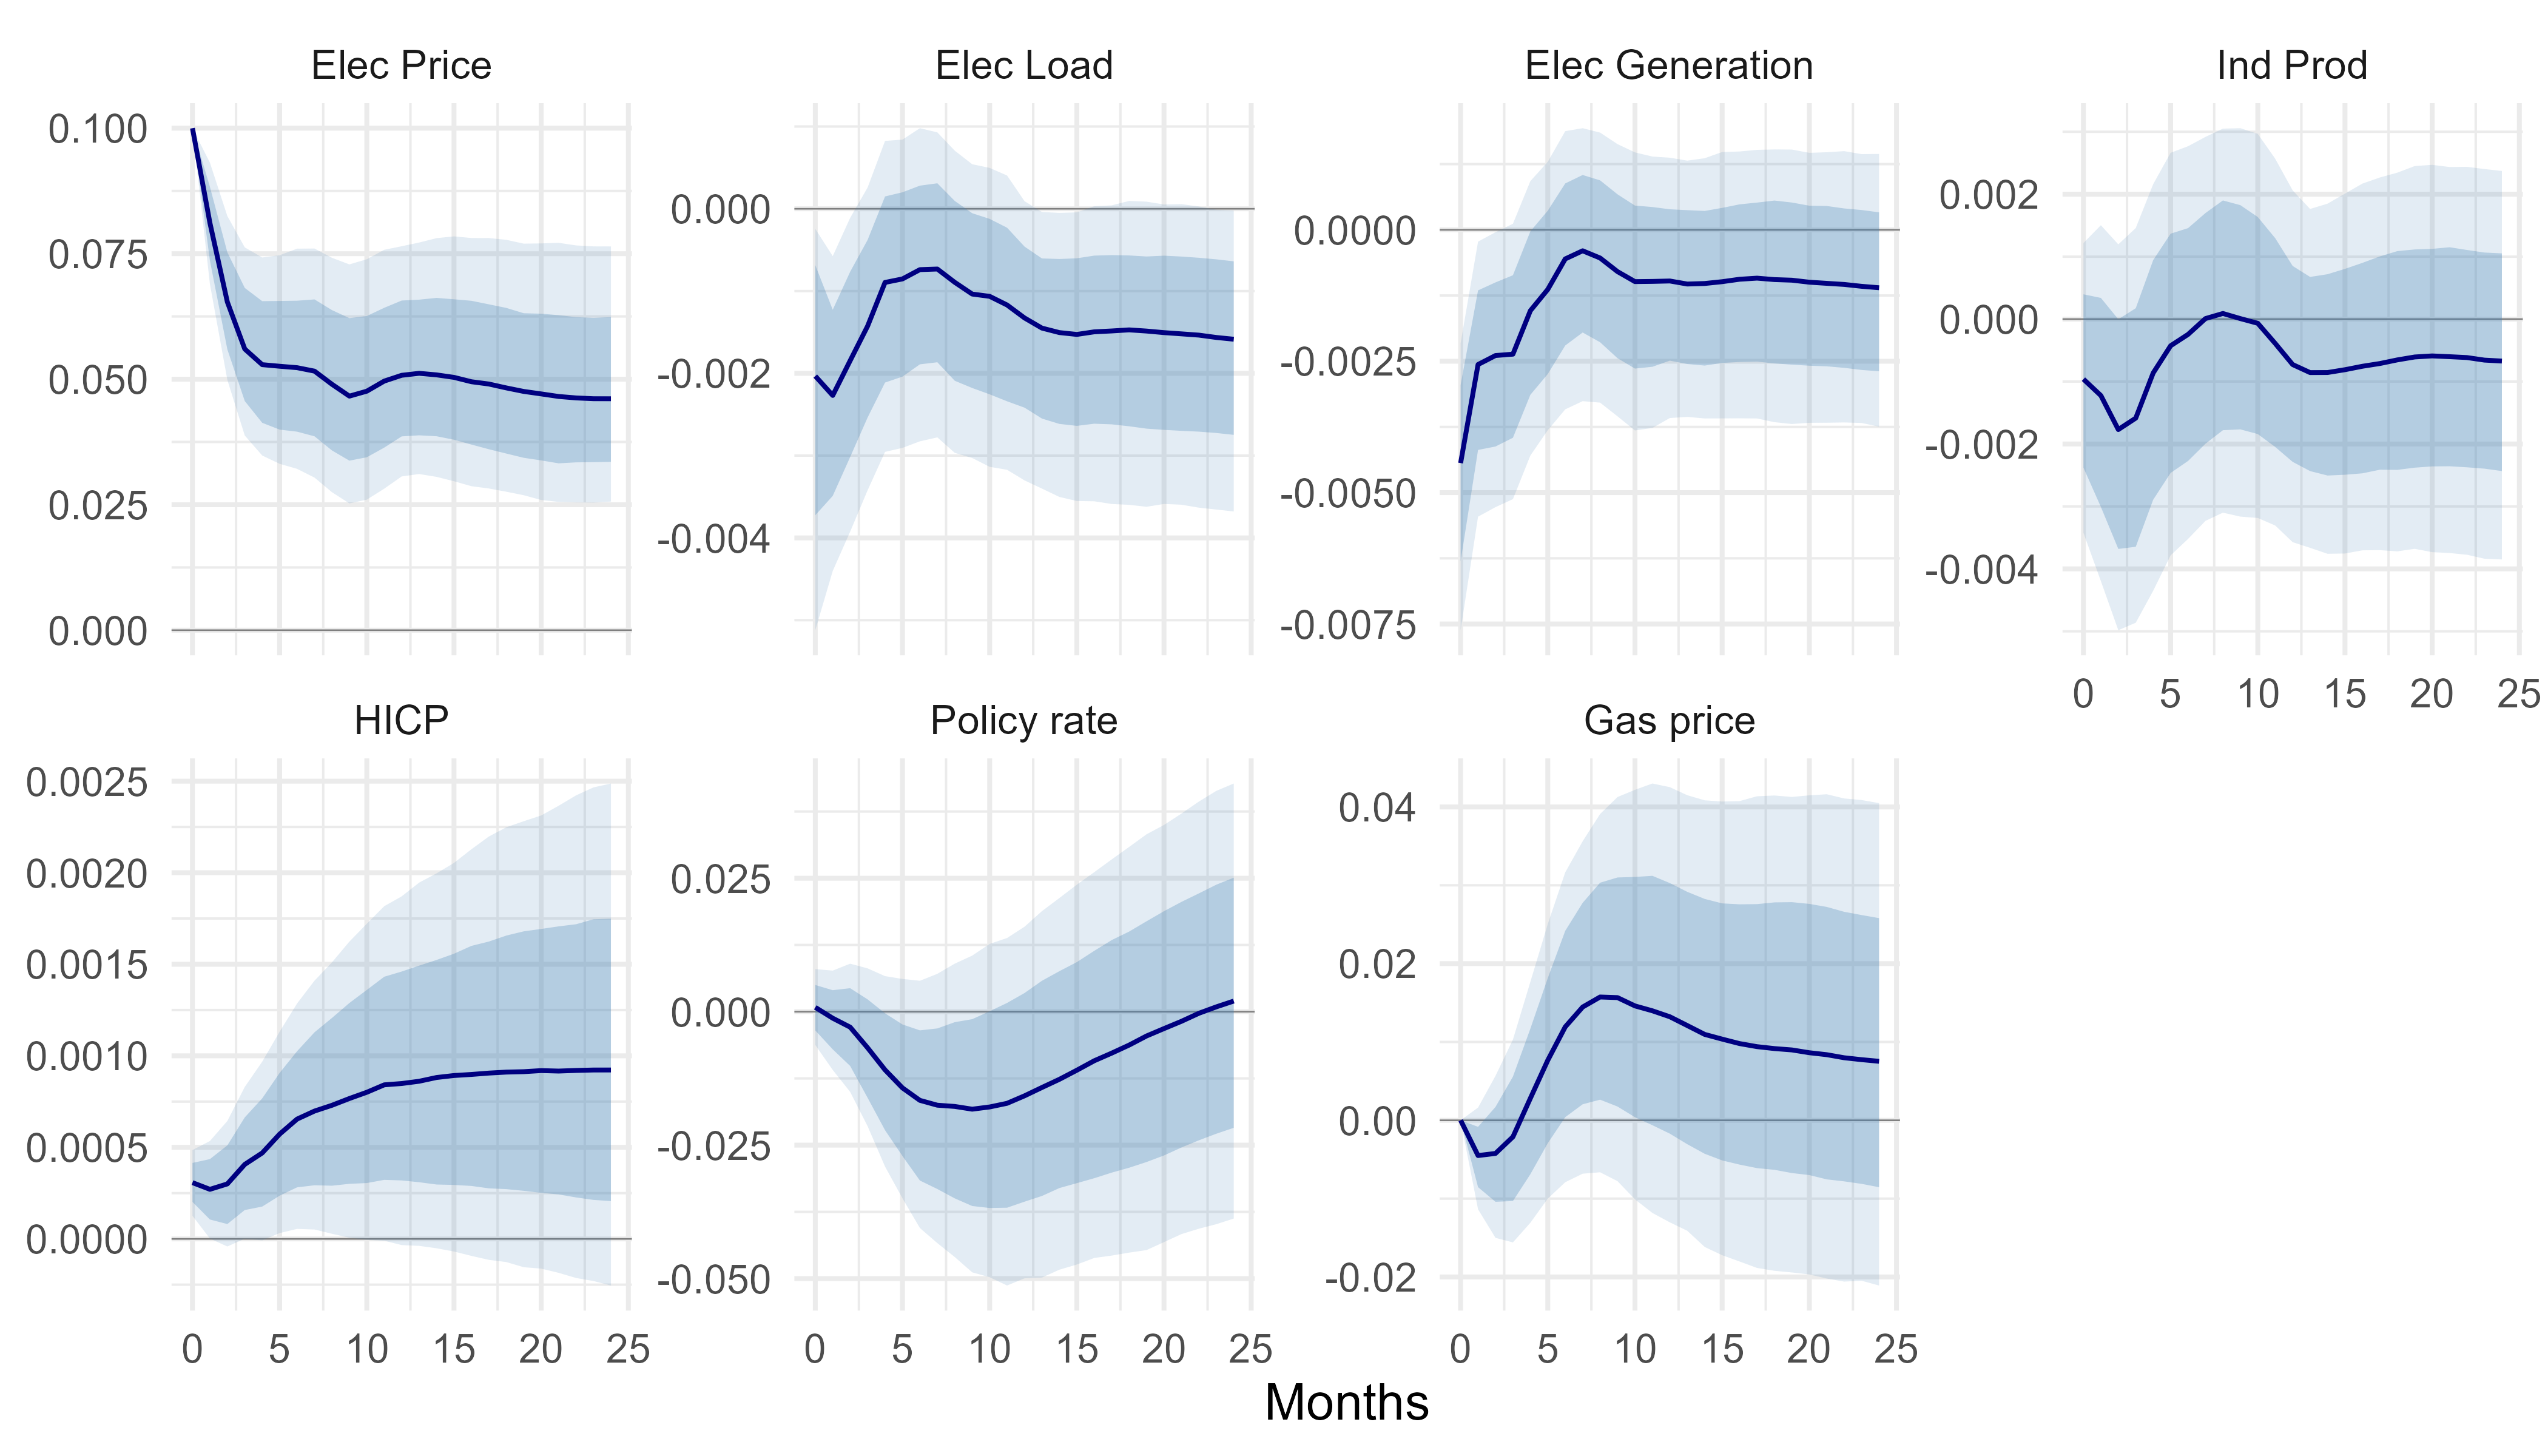 Elec Price
Elec Load
Elec Generation
Ind Prod
0.100
0.075
0.050
0.025
0.000
0.000
-0.002
-0.004
0.0000
-0.0025
-0.0050
-0.0075
0.002
0.000
-0.002
-0.004
0 5 10 15 20 25
HICP
Policy rate
Gas price
0.0025
0.0020
0.0015
0.0010
0.0005
0.0000
0.025
0.000
-0.025
-0.050
0.04
0.02
0.00
-0.02
0 5 10 15 20 25
0 5 10 15 20 25
0 5 10 15 20 25
Months